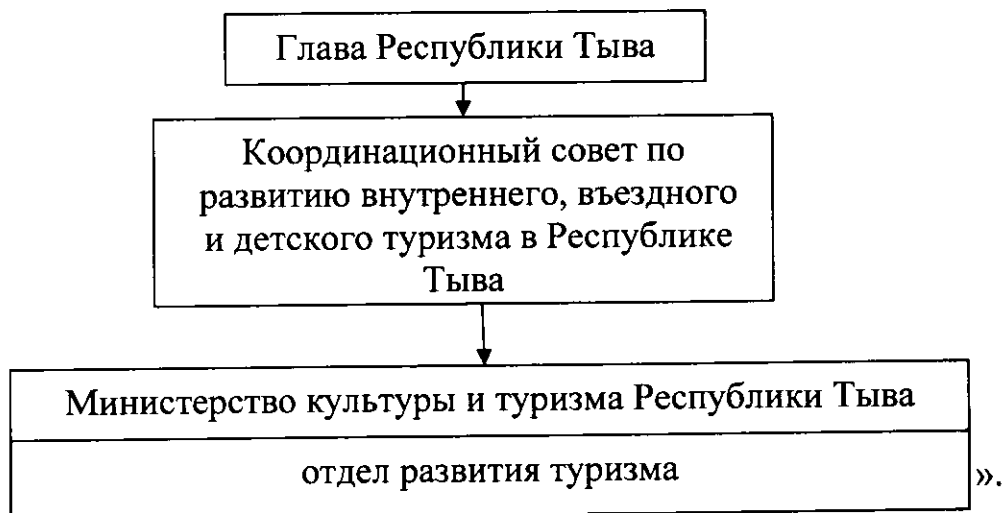 Глава Республики Тыва
Координационный совет по
развитию внутреннего, въездного
и детского туризма в Республике
Тыва
Министерство культуры и туризма Республики Тыва
отдел развития туризма
».